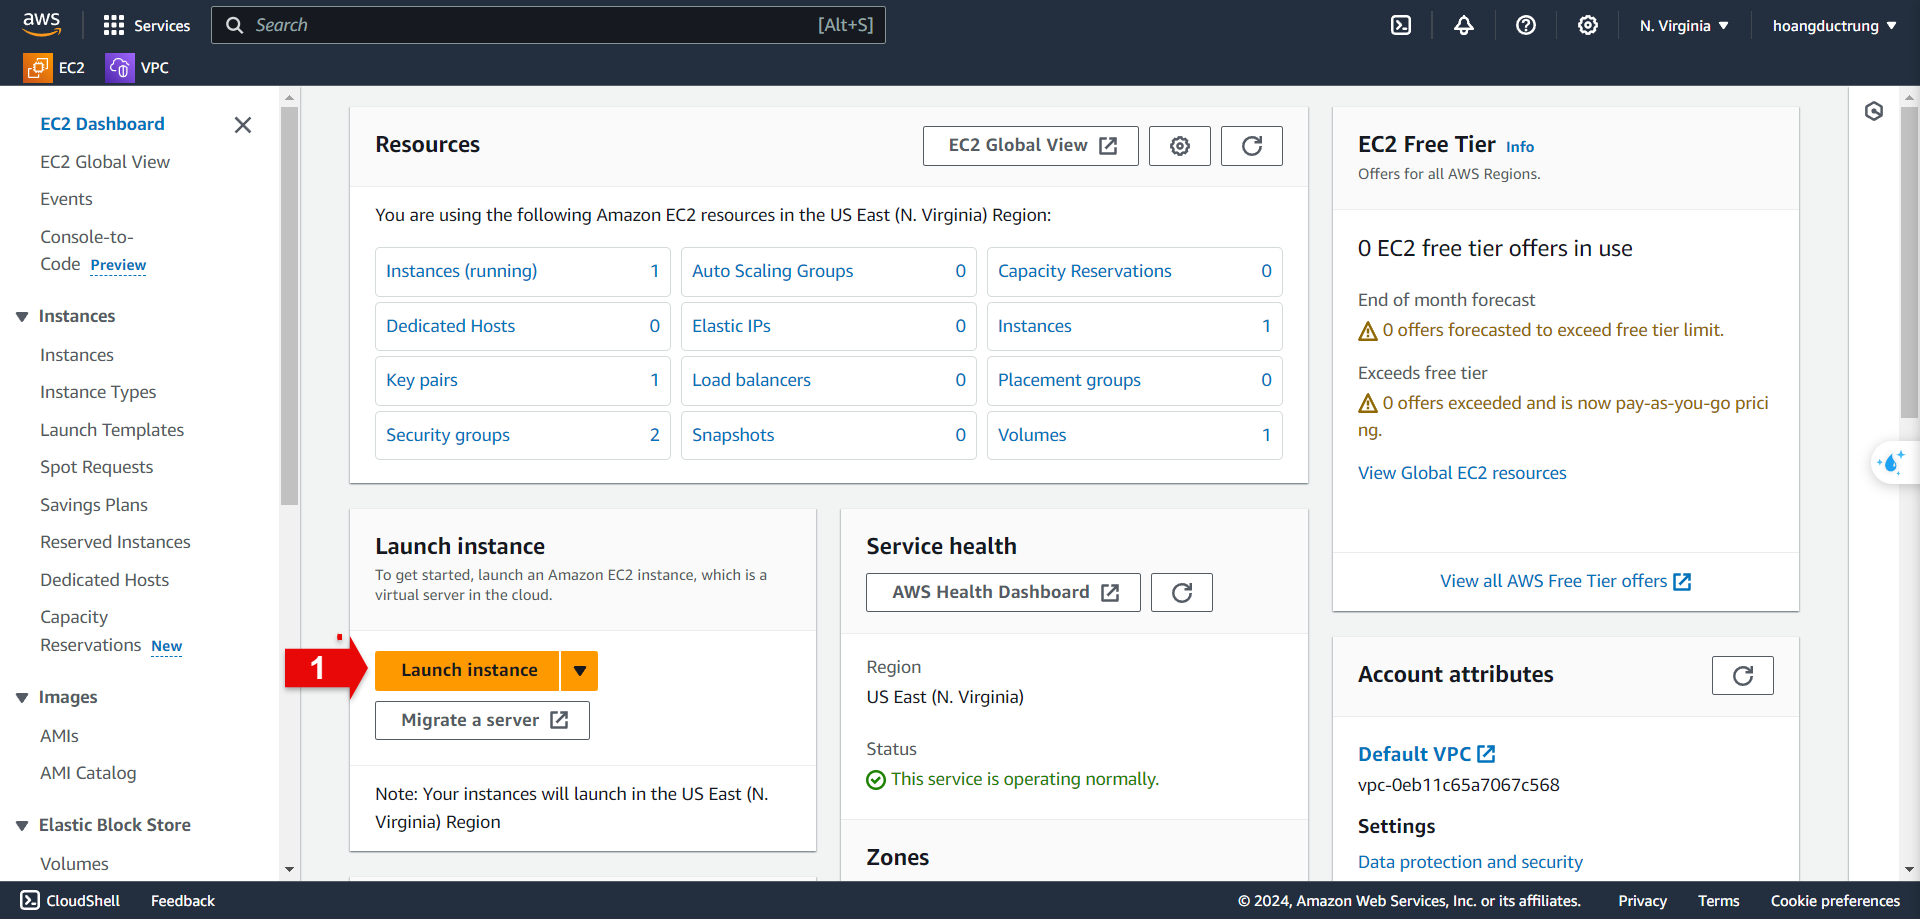 aws
Services
Search
[Alt+S]
N. Virginia
hoangductrung
EC2
VPC
EC2 Dashboard
EC2 Global View
Events
Console-to-
Code Preview
Instances
Instances
Instance Types
Launch Templates
Spot Requests
Savings Plans
Reserved Instances
Dedicated Hosts
Capacity
Reservations New
Images
AMIs
AMI Catalog
Elastic Block Store
Volumes
Resources
EC2 Global View
You are using the following Amazon EC2 resources in the US East (N. Virginia) Region:
Instances (running) 1
Auto Scaling Groups 0
Capacity Reservations 0
Dedicated Hosts 0
Elastic IPs 0
Instances 1
Key pairs 1
Load balancers 0
Placement groups 0
Security groups 2
Snapshots 0
Volumes 1
Launch instance
To get started, launch an Amazon EC2 instance, which is a
virtual server in the cloud.
1
Launch instance
Migrate a server
Note: Your instances will launch in the US East (N.
Virginia) Region
Service health
AWS Health Dashboard
Region
US East (N. Virginia)
Status
This service is operating normally.
Zones
EC2 Free Tier Info
Offers for all AWS Regions.
0 EC2 free tier offers in use
End of month forecast
0 offers forecasted to exceed free tier limit.
Exceeds free tier
0 offers exceeded and is now pay-as-you-go prici
ng.
View Global EC2 resources
View all AWS Free Tier offers
Account attributes
Default VPC
vpc-0eb11c65a7067c568
Settings
Data protection and security
CloudShell
Feedback
© 2024, Amazon Web Services, Inc. or its affiliates.
Privacy
Terms
Cookie preferences